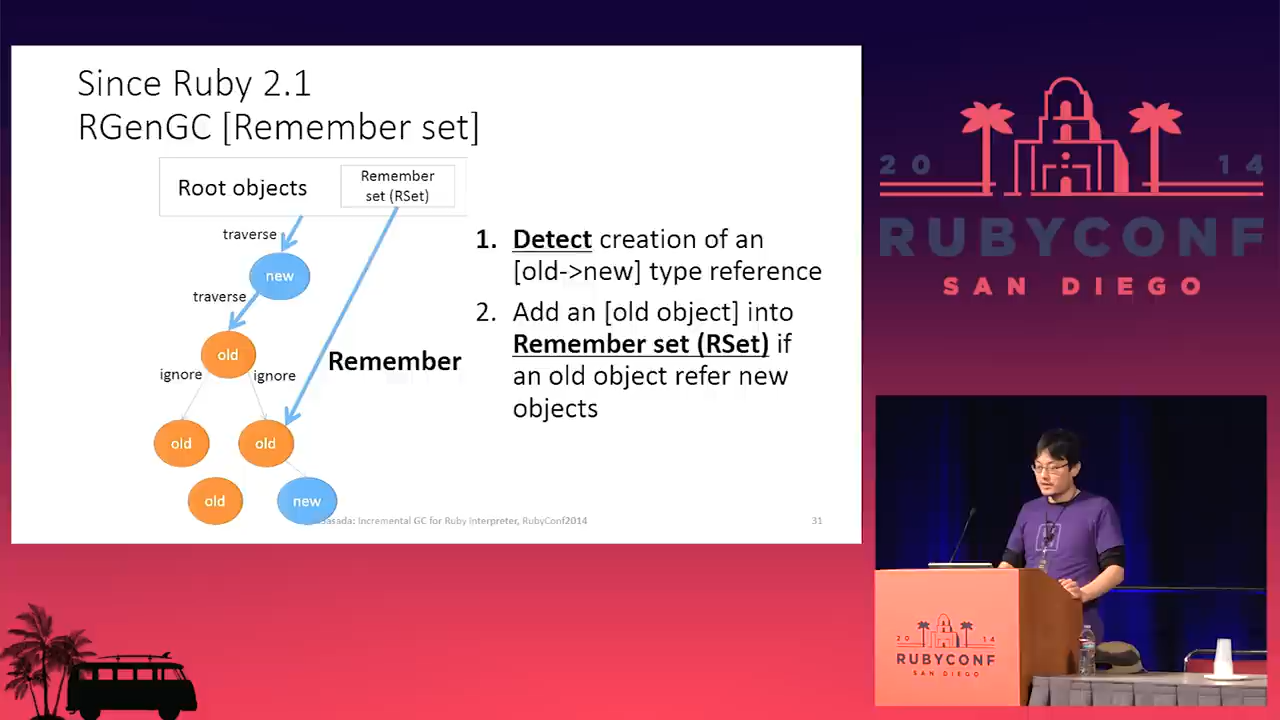 Since Ruby 2.1
RGenGC [Remember set]
Root objects
Remember
set (RSet)
traverse
new
traverse
old
ignore
ignore
Remember
old
old
old
new
1. Detect creation of an
[old->new] type reference
2. Add an [old object] into
Remember set (RSet) if
an old object refer new
objects
Sasada: Incremental GC for Ruby interpreter, RubyConf2014
31
20 14
RUBYCONF
SAN DIEGO
20 14
RUBYCONF
SAN DIEGO